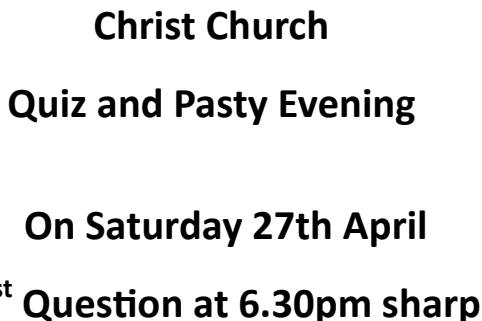 Christ Church
Quiz and Pasty Evening
On Saturday 27th April
st Question at 6.30pm sharp